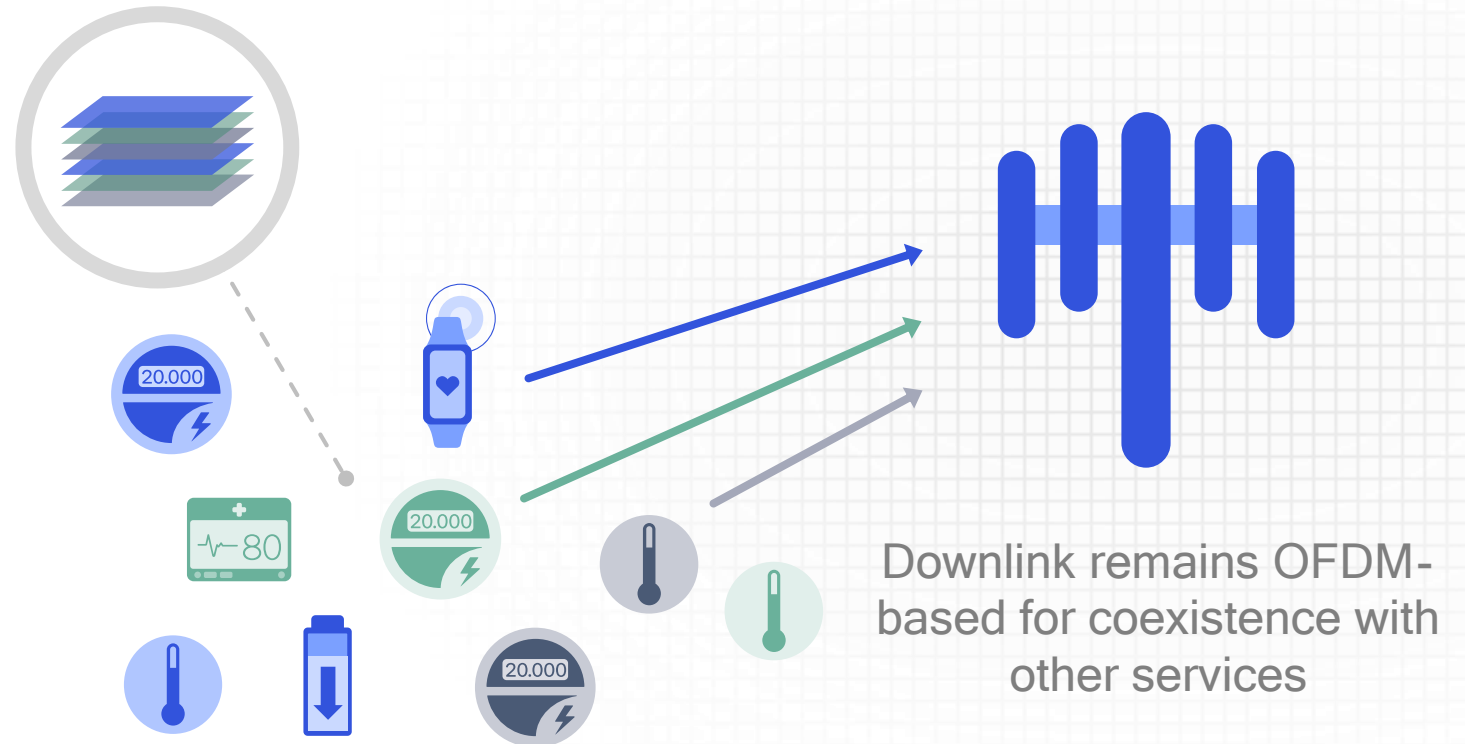 20.000
20.000
80
20.000
Downlink remains OFDM-
based for coexistence with
other services